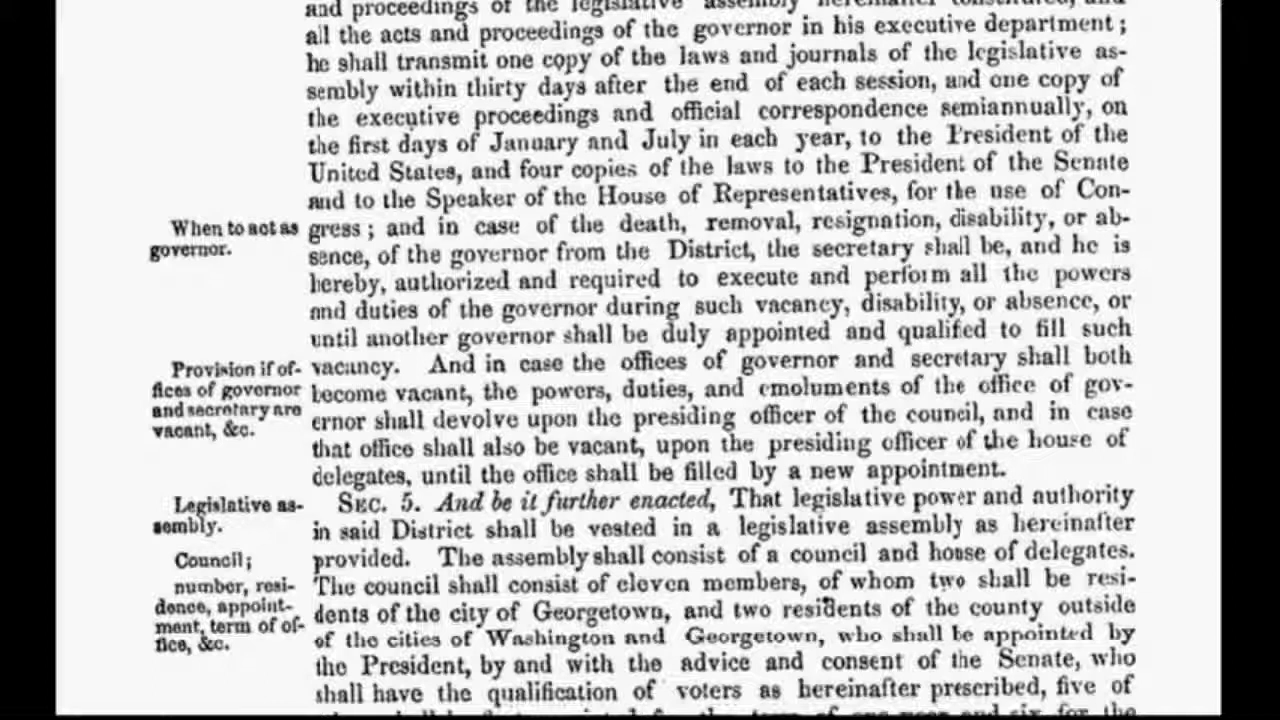 and proceedings of the legislative assembly hereinafter constituted, and
all the acts and proceedings of the governor in his executive department;
he shall transmit one copy of the laws and journals of the legislative as-
sembly within thirty days after the end of each session, and one copy of
the executive proceedings and official correspondence semiannually, on
the first days of January and July in each year, to the President of the
United States, and four copies of the laws to the President of the Senate
and to the Speaker of the House of Representatives, for the use of Con-
When to act as
governor.
gress; and in case of the death, removal, resignation, disability, or ab-
sence, of the governor from the District, the secretary shall be, and he is
hereby, authorized and required to execute and perform all the powers
and duties of the governor during such vacancy, disability, or absence, or
until another governor shall be duly appointed and qualified to fill such
Provision if of-
fices of governor
and secretary are
vacant, &c.
vacancy. And in case the offices of governor and secretary shall both
become vacant, the powers, duties, and emoluments of the office of gov-
ernor shall devolve upon the presiding officer of the council, and in case
that office shall also be vacant, upon the presiding officer of the house of
delegates, until the office shall be filled by a new appointment.
Legislative as-
sembly.
SEC. 5. And be it further enacted, That legislative power and authority
in said District shall be vested in a legislative assembly as hereinafter
Council;
number, resi-
dence, appoint-
ment, term of of-
fice, &c.
provided. The assembly shall consist of a council and house of delegates.
The council shall consist of eleven members, of whom two shall be resi-
dents of the city of Georgetown, and two residents of the county outside
of the cities of Washington and Georgetown, who shall be appointed by
the President, by and with the advice and consent of the Senate, who
shall have the qualification of voters as hereinafter prescribed, five of
term of one year and six for the